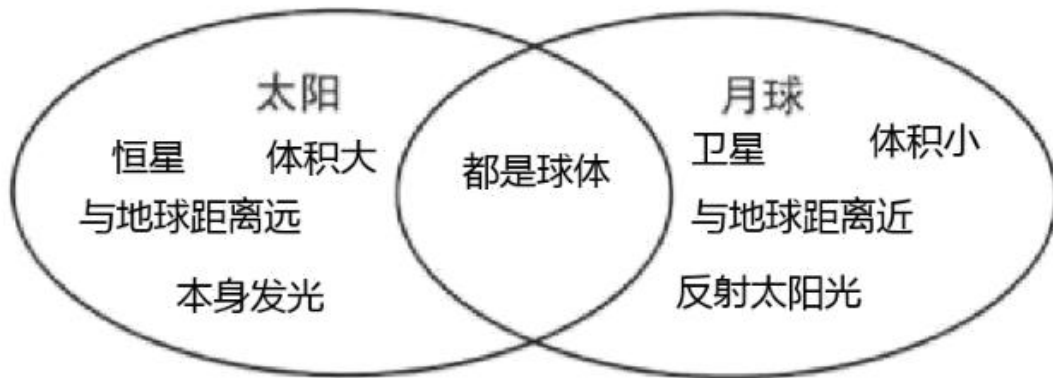 太阳
恒星 体积大
与地球距离远
本身发光
都是球体
月球
卫星 体积小
与地球距离近
反射太阳光